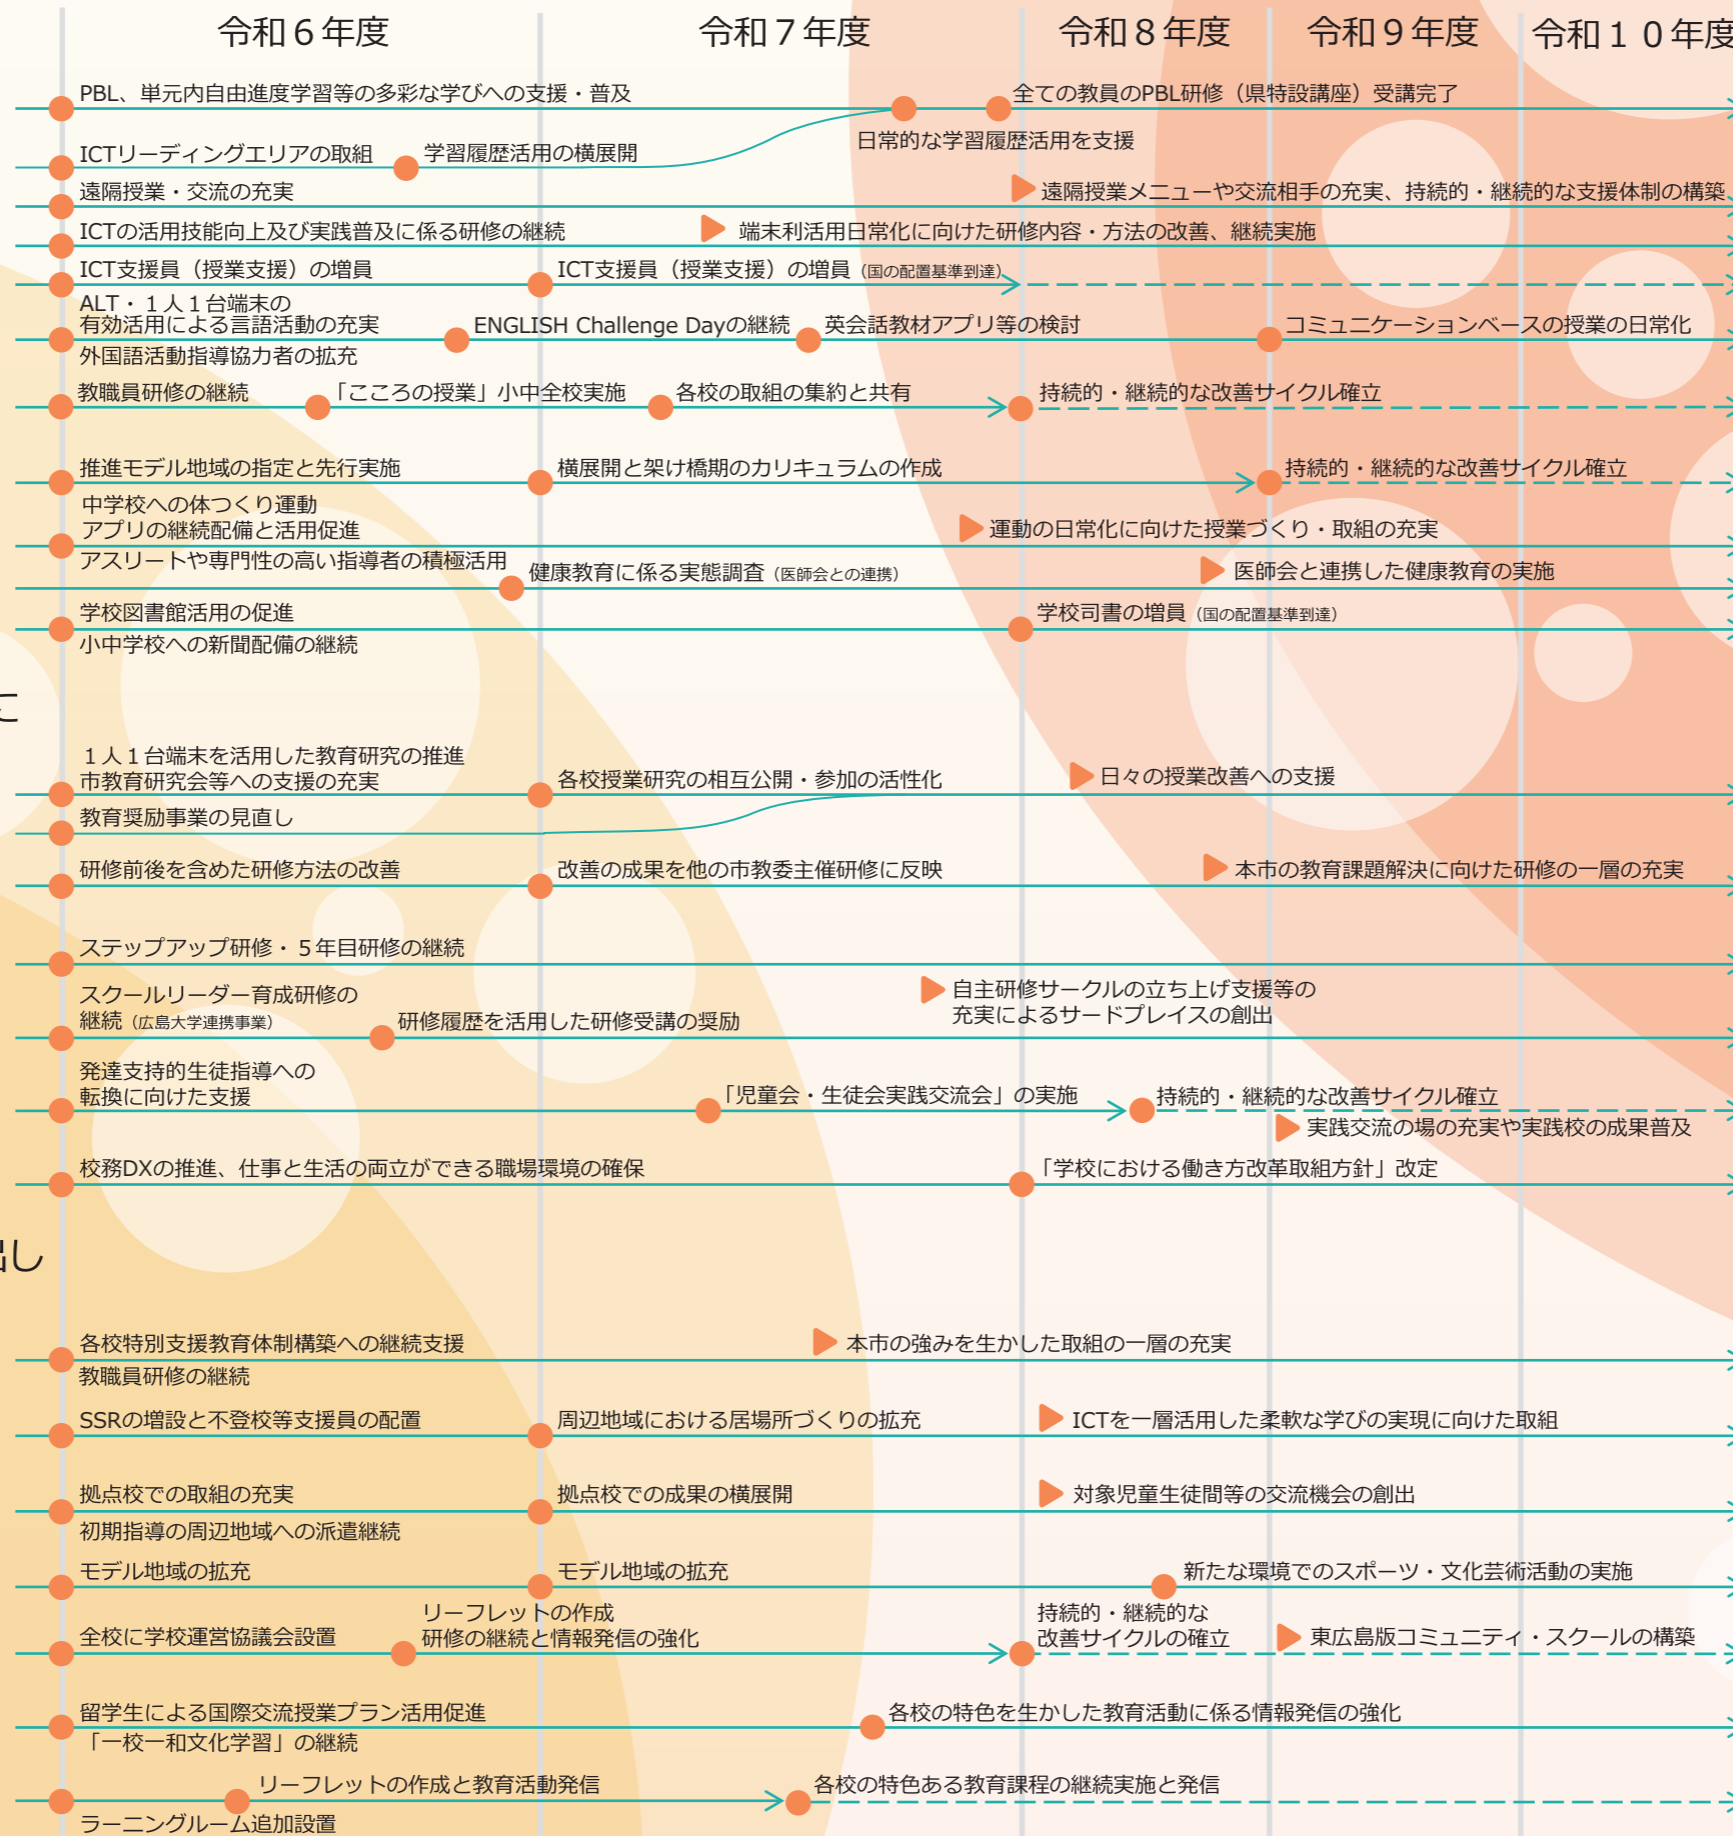 令和６年度 令和７年度 令和８年度 令和９年度 令和１０年度
PBL、単元内自由進度学習等の多彩な学びへの支援・普及 全ての教員のPBL研修（県特設講座）受講完了
日常的な学習履歴活用を支援
ICTリーディングエリアの取組 学習履歴活用の横展開
遠隔授業・交流の充実 遠隔授業メニューや交流相手の充実、持続的・継続的な支援体制の構築
ICTの活用技能向上及び実践普及に係る研修の継続 端末利活用日常化に向けた研修内容・方法の改善、継続実施
ICT支援員（授業支援）の増員 ICT支援員（授業支援）の増員（国の配置基準到達）
ALT・１人１台端末の
有効活用による言語活動の充実 ENGLISH Challenge Dayの継続 英会話教材アプリ等の検討 コミュニケーションベースの授業の日常化
外国語活動指導協力者の拡充
教職員研修の継続 「こころの授業」小中全校実施 各校の取組の集約と共有 持続的・継続的な改善サイクル確立
推進モデル地域の指定と先行実施 横展開と架け橋期のカリキュラムの作成 持続的・継続的な改善サイクル確立
中学校への体つくり運動
アプリの継続配備と活用促進 運動の日常化に向けた授業づくり・取組の充実
アスリートや専門性の高い指導者の積極活用
健康教育に係る実態調査（医師会との連携） 医師会と連携した健康教育の実施
学校図書館活用の促進 学校司書の増員（国の配置基準到達）
小中学校への新聞配備の継続
に
１人１台端末を活用した教育研究の推進
市教育研究会等への支援の充実 各校授業研究の相互公開・参加の活性化 日々の授業改善への支援
教育奨励事業の見直し
研修前後を含めた研修方法の改善 改善の成果を他の市教委主催研修に反映 本市の教育課題解決に向けた研修の一層の充実
ステップアップ研修・５年目研修の継続
スクールリーダー育成研修の 自主研修サークルの立ち上げ支援等の
継続（広島大学連携事業） 研修履歴を活用した研修受講の奨励 充実によるサードプレイスの創出
発達支持的生徒指導への
転換に向けた支援 「児童会・生徒会実践交流会」の実施 持続的・継続的な改善サイクル確立
実践交流の場の充実や実践校の成果普及
校務DXの推進、仕事と生活の両立ができる職場環境の確保 「学校における働き方改革取組方針」改定
出し
各校特別支援教育体制構築への継続支援 本市の強みを生かした取組の一層の充実
教職員研修の継続
SSRの増設と不登校等支援員の配置 周辺地域における居場所づくりの拡充 ICTを一層活用した柔軟な学びの実現に向けた取組
拠点校での取組の充実 拠点校での成果の横展開 対象児童生徒間等の交流機会の創出
初期指導の周辺地域への派遣継続
モデル地域の拡充 モデル地域の拡充 新たな環境でのスポーツ・文化芸術活動の実施
リーフレットの作成 持続的・継続的な
全校に学校運営協議会設置 研修の継続と情報発信の強化 改善サイクルの確立 東広島版コミュニティ・スクールの構築
留学生による国際交流授業プラン活用促進 各校の特色を生かした教育活動に係る情報発信の強化
「一校一和文化学習」の継続
リーフレットの作成と教育活動発信 各校の特色ある教育課程の継続実施と発信
ラーニングルーム追加設置